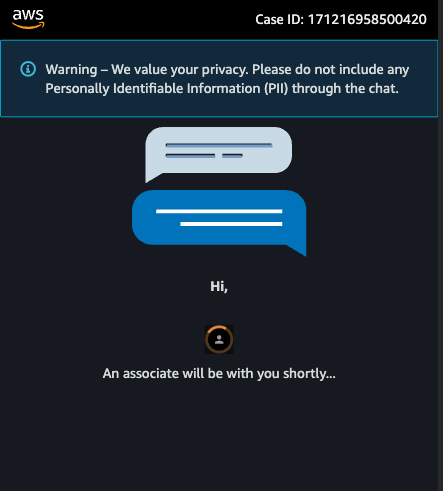 aws
Case ID: 171216958500420
Warning – We value your privacy. Please do not include any
Personally Identifiable Information (PII) through the chat.
Hi,
An associate will be with you shortly...